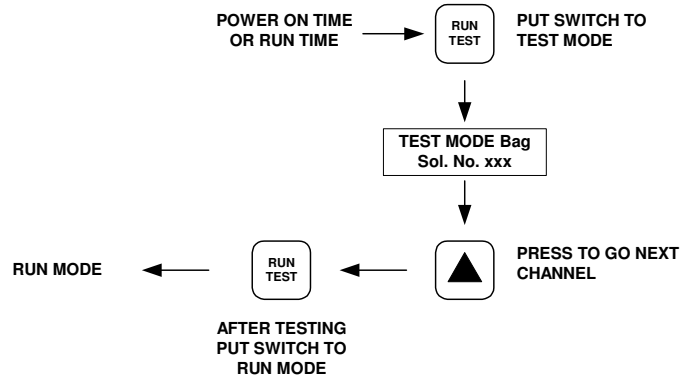 POWER ON TIME
OR RUN TIME
RUN
TEST
PUT SWITCH TO
TEST MODE
TEST MODE Bag
Sol. No. xxx
PRESS TO GO NEXT
CHANNEL
RUN
TEST
AFTER TESTING
PUT SWITCH TO
RUN MODE
RUN MODE